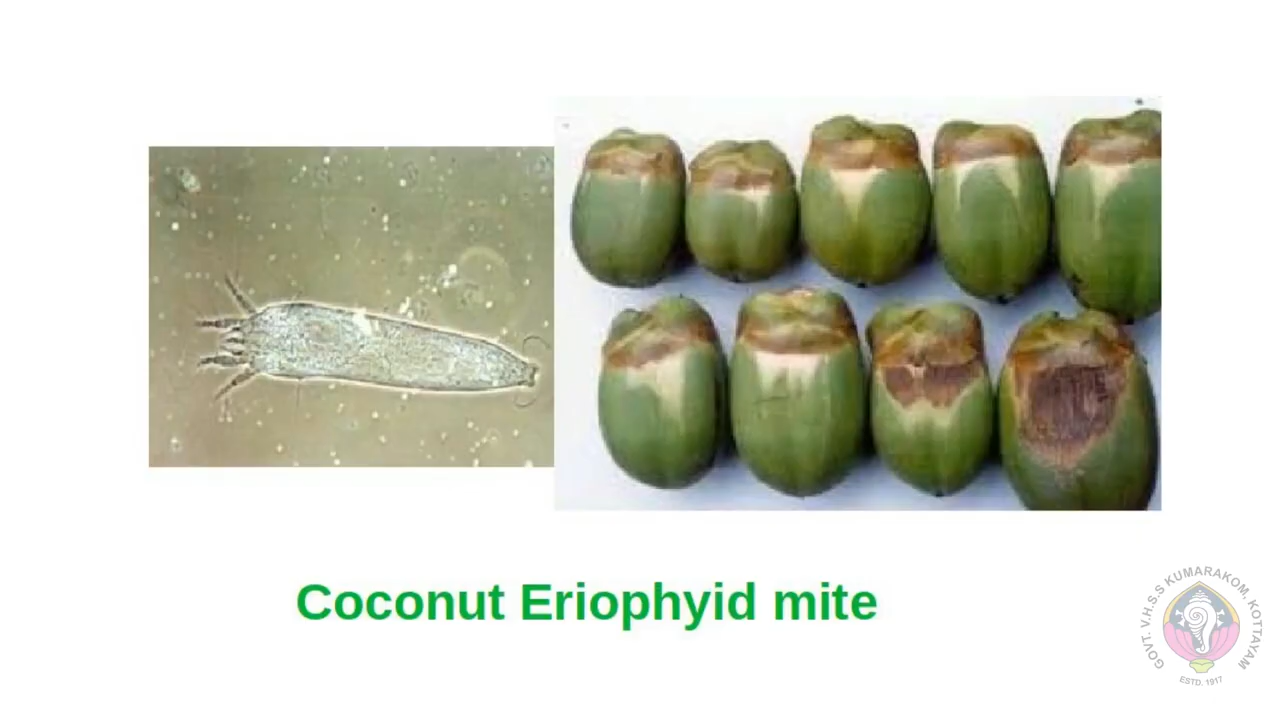 Coconut Eriophyid mite
GOVT. V.H.S.S KUMARAKOM, KOTTAYAM
ESTD. 1917